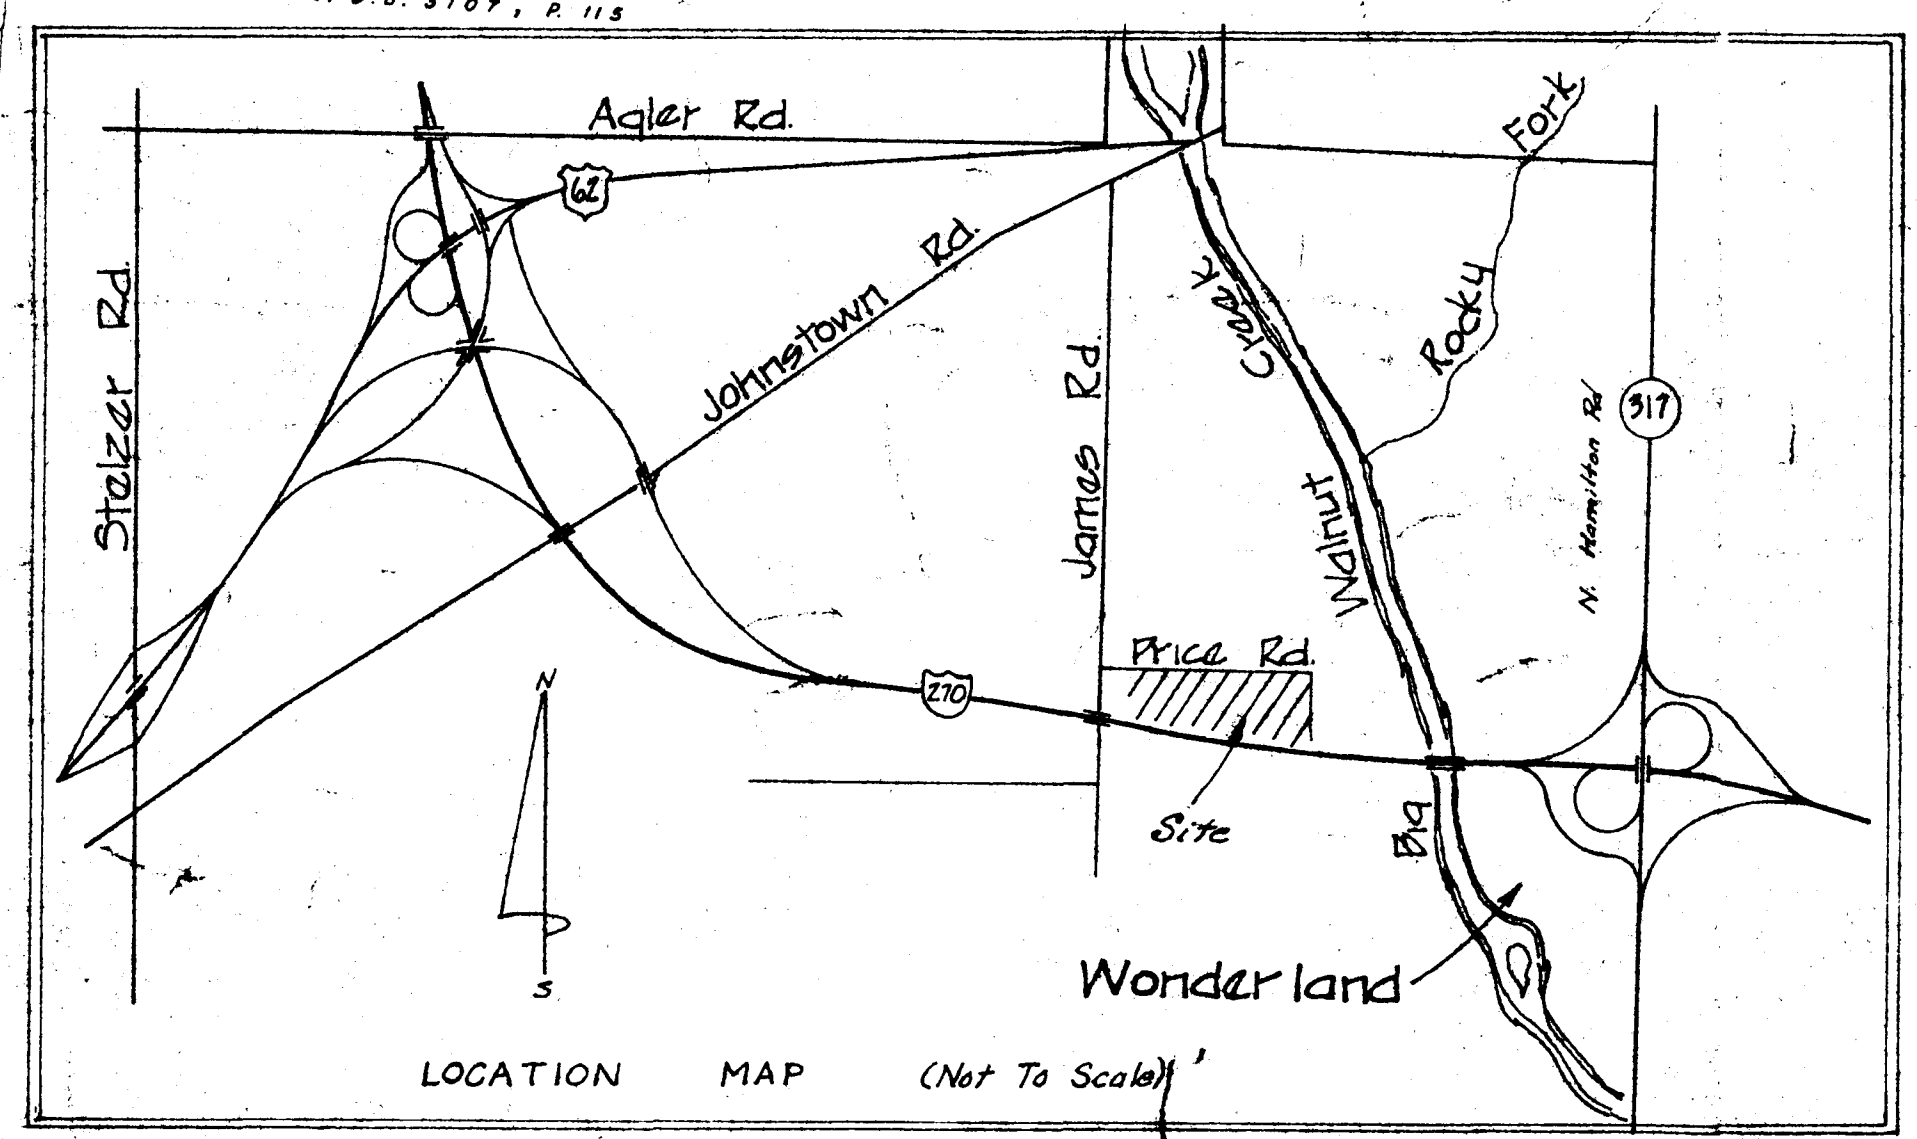 5107, P. 115
Agler Rd.
62
Fork
Stelzer Rd.
Johnstown Rd.
Creek
Rocky
James Rd.
317
N. Hamilton Rd
Walnut
Price Rd.
270
N
Site
Big
S
Wonderland
LOCATION MAP (Not To Scale)